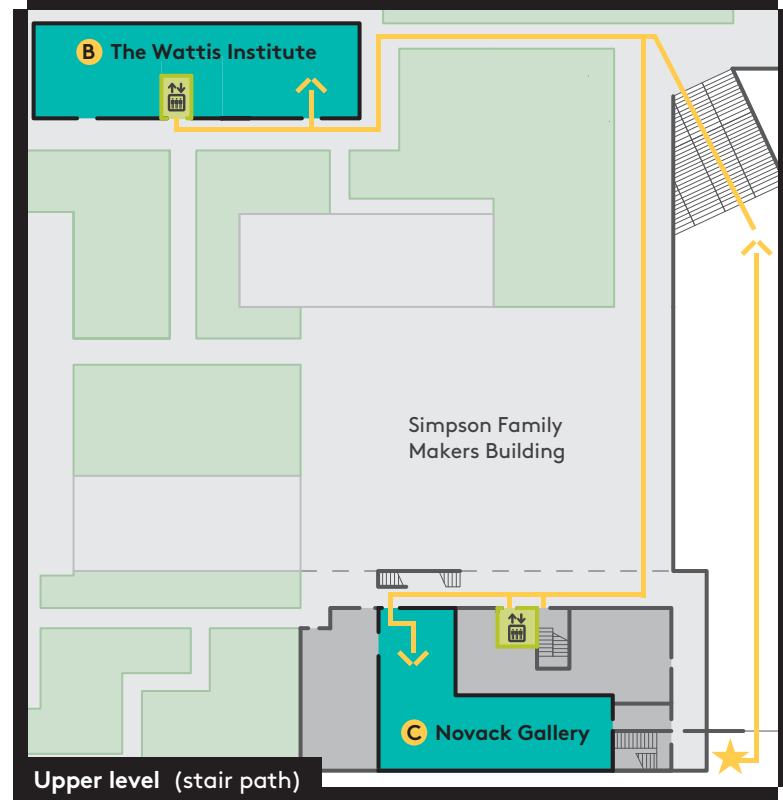 B The Wattis Institute
Simpson Family
Makers Building
C Novack Gallery
Upper level (stair path)